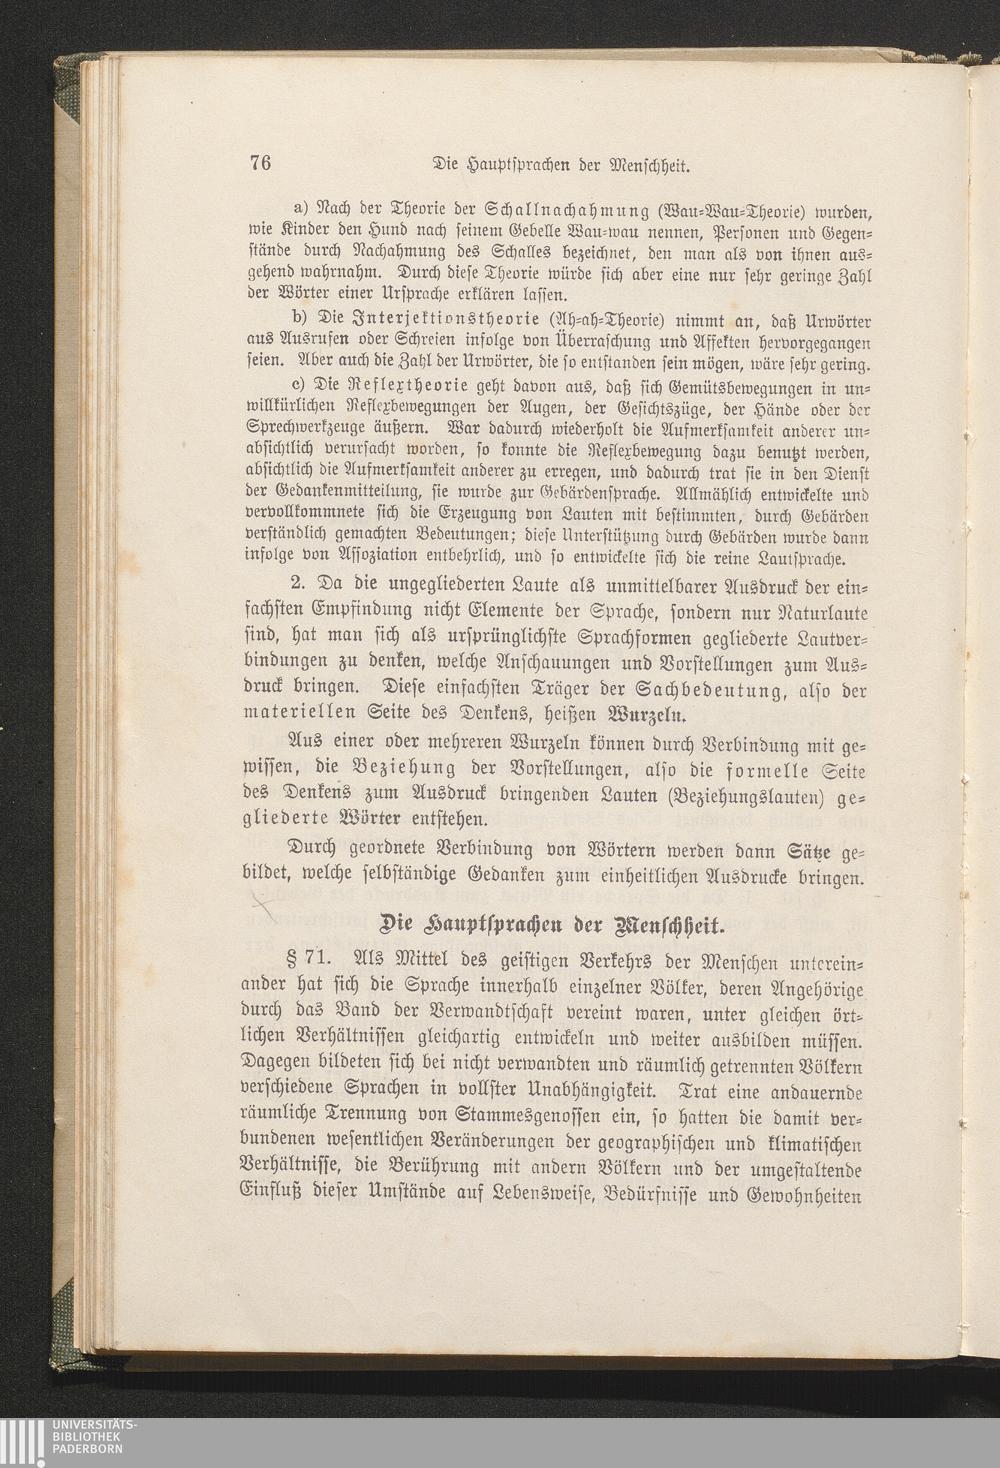 76 Die Hauptsprachen der Menschheit.
a) Nach der Theorie der Schallnachahmung (Wau-Wau-Theorie) wurden,
wie Kinder den Hund nach seinem Gebelle Wau-wau nennen, Personen und Gegen-
stände durch Nachahmung des Schalles bezeichnet, den man als von ihnen aus-
gehend wahrnahm. Durch diese Theorie würde sich aber eine nur sehr geringe Zahl
der Wörter einer Ursprache erklären lassen.
b) Die Interjektionstheorie (Ah-ah-Theorie) nimmt an, daß Urwörter
aus Ausrufen oder Schreien infolge von Überraschung und Affekten hervorgegangen
seien. Aber auch die Zahl der Urwörter, die so entstanden sein mögen, wäre sehr gering.
c) Die Reflextheorie geht davon aus, daß sich Gemütsbewegungen in un-
willkürlichen Reflexbewegungen der Augen, der Gesichtszüge, der Hände oder der
Sprechwerkzeuge äußern. War dadurch wiederholt die Aufmerksamkeit anderer un-
absichtlich verursacht worden, so konnte die Reflexbewegung dazu benutzt werden,
absichtlich die Aufmerksamkeit anderer zu erregen, und dadurch trat sie in den Dienst
der Gedankenmitteilung, sie wurde zur Gebärdensprache. Allmählich entwickelte und
vervollkommnete sich die Erzeugung von Lauten mit bestimmten, durch Gebärden
verständlich gemachten Bedeutungen; diese Unterstützung durch Gebärden wurde dann
infolge von Assoziation entbehrlich, und so entwickelte sich die reine Lautsprache.
2. Da die ungegliederten Laute als unmittelbarer Ausdruck der ein-
fachsten Empfindung nicht Elemente der Sprache, sondern nur Naturlaute
sind, hat man sich als ursprünglichste Sprachformen gegliederte Lautver-
bindungen zu denken, welche Anschauungen und Vorstellungen zum Aus-
druck bringen. Diese einfachsten Träger der Sachbedeutung, also der
materiellen Seite des Denkens, heißen Wurzeln.
Aus einer oder mehreren Wurzeln können durch Verbindung mit ge-
wissen, die Beziehung der Vorstellungen, also die formelle Seite
des Denkens zum Ausdruck bringenden Lauten (Beziehungslauten) ge-
gliederte Wörter entstehen.
Durch geordnete Verbindung von Wörtern werden dann Sätze ge-
bildet, welche selbständige Gedanken zum einheitlichen Ausdrucke bringen.
Die Hauptsprachen der Menschheit.
§ 71. Als Mittel des geistigen Verkehrs der Menschen unterein-
ander hat sich die Sprache innerhalb einzelner Völker, deren Angehörige
durch das Band der Verwandtschaft vereint waren, unter gleichen ört-
lichen Verhältnissen gleichartig entwickeln und weiter ausbilden müssen.
Dagegen bildeten sich bei nicht verwandten und räumlich getrennten Völkern
verschiedene Sprachen in vollster Unabhängigkeit. Trat eine andauernde
räumliche Trennung von Stammesgenossen ein, so hatten die damit ver-
bundenen wesentlichen Veränderungen der geographischen und klimatischen
Verhältnisse, die Berührung mit andern Völkern und der umgestaltende
Einfluß dieser Umstände auf Lebensweise, Bedürfnisse und Gewohnheiten
UNIVERSITÄTS-
BIBLIOTHEK
PADERBORN